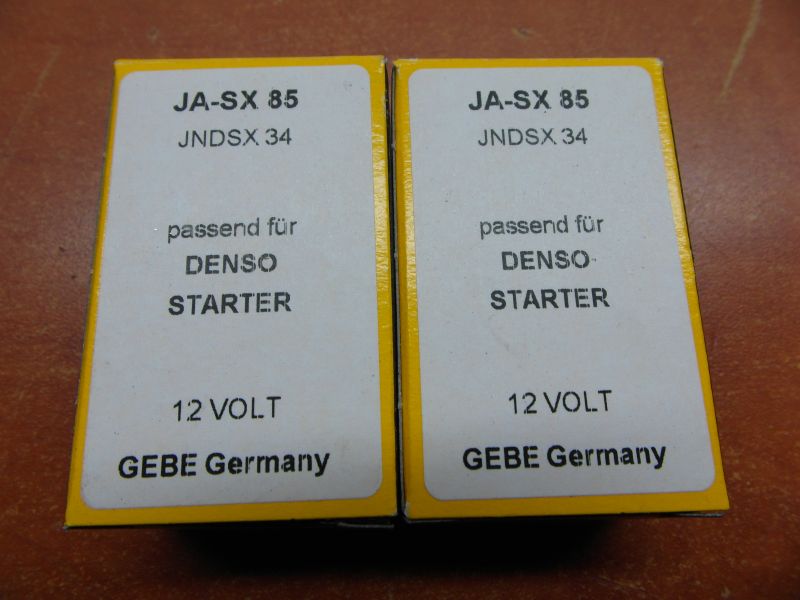 JA-SX 85
JNDSX 34
passend für
DENSO
STARTER
12 VOLT
GEBE Germany
JA-SX 85
JNDSX 34
passend für
DENSO
STARTER
12 VOLT
GEBE Germany